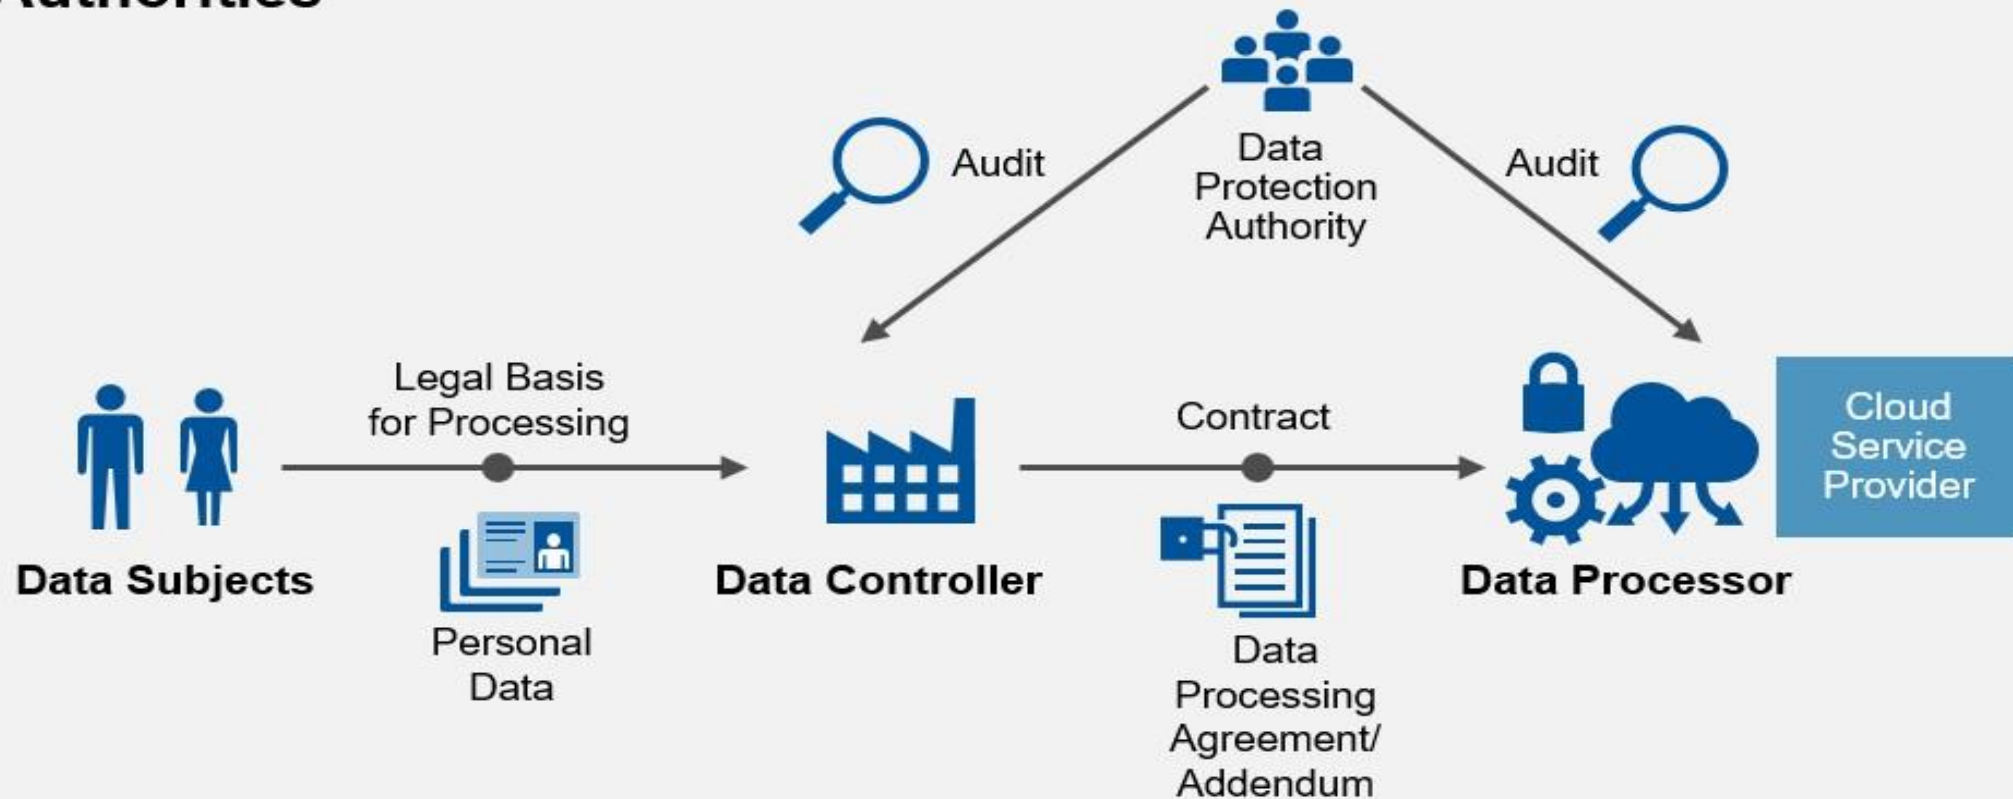 Authorities
Audit
Data
Protection
Authority
Audit
Legal Basis
for Processing
Contract
Cloud
Service
Provider
Data Subjects
Data Controller
Data Processor
Personal
Data
Data
Processing
Agreement/
Addendum